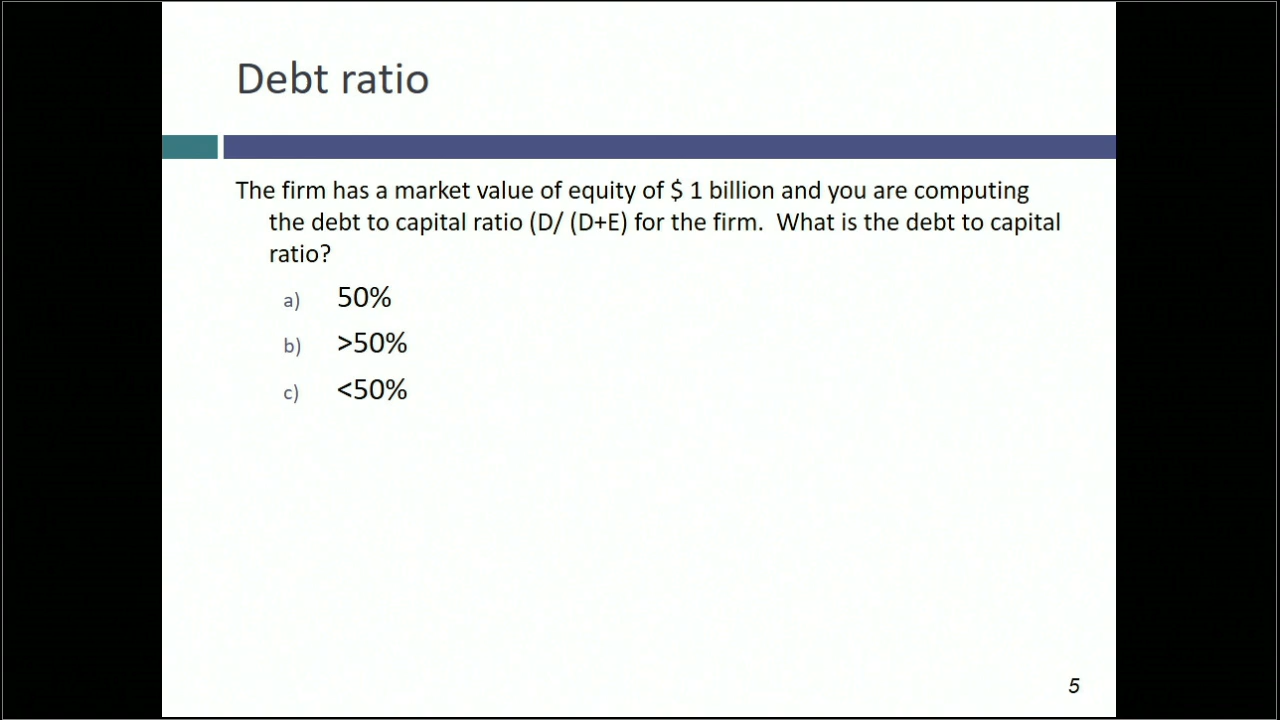 Debt ratio
The firm has a market value of equity of $ 1 billion and you are computing
the debt to capital ratio (D/ (D+E) for the firm.  What is the debt to capital
ratio?
a) 50%
b) >50%
c) <50%
5